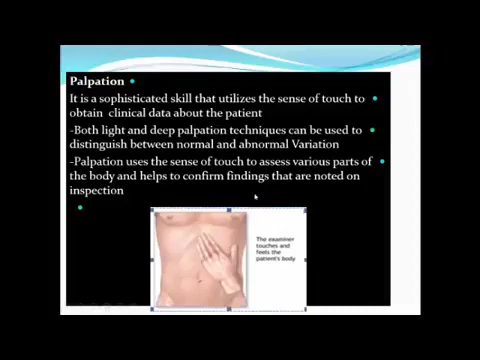 Palpation
It is a sophisticated skill that utilizes the sense of touch to
obtain clinical data about the patient
-Both light and deep palpation techniques can be used to
distinguish between normal and abnormal Variation
-Palpation uses the sense of touch to assess various parts of
the body and helps to confirm findings that are noted on
inspection
The examiner
touches and
feels the
patient's body